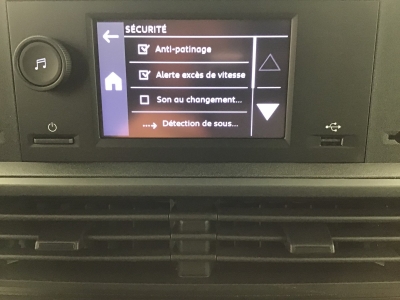 SÉCURITÉ
Anti-patinage
Alerte excès de vitesse
Son au changement...
Détection de sous...